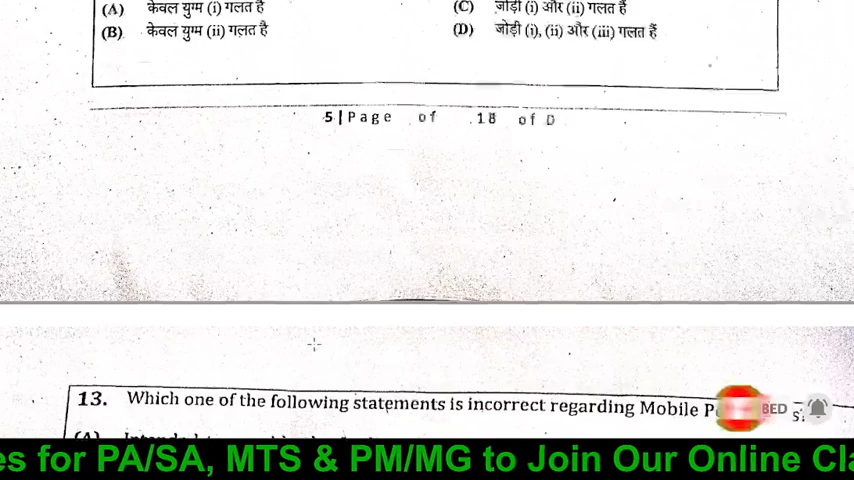 (A) केवल युग्म (i) गलत है
(C) जोड़ी (i) और (ii) गलत हैं
(B) केवल युग्म (ii) गलत है
(D) जोड़ी (i), (ii) और (iii) गलत हैं
5|Page of 18 of D
13. Which one of the following statements is incorrect regarding Mobile
(A)
BED
es for PA/SA, MTS & PM/MG to Join Our Online Cla